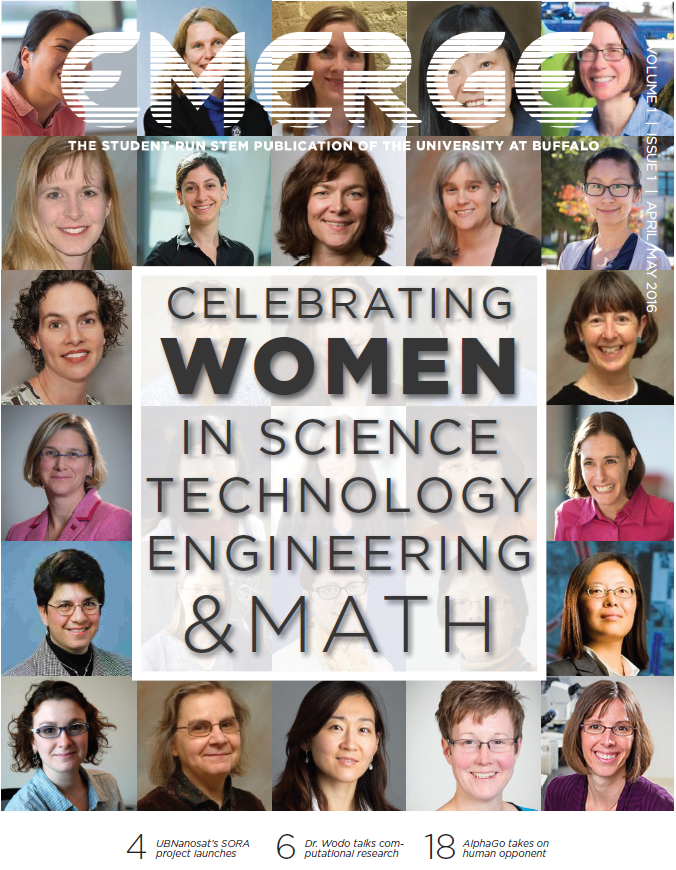 EMERGE
THE STUDENT-RUN STEM PUBLICATION OF THE UNIVERSITY AT BUFFALO
VOLUME 1 | ISSUE 1 | APRIL/MAY 2016
CELEBRATING
WOMEN
IN SCIENCE
TECHNOLOGY
ENGINEERING
&MATH
4 UBNanosat's SORA
project launches
6 Dr. Wodo talks com-
putational research
18 AlphaGo takes on
human opponent